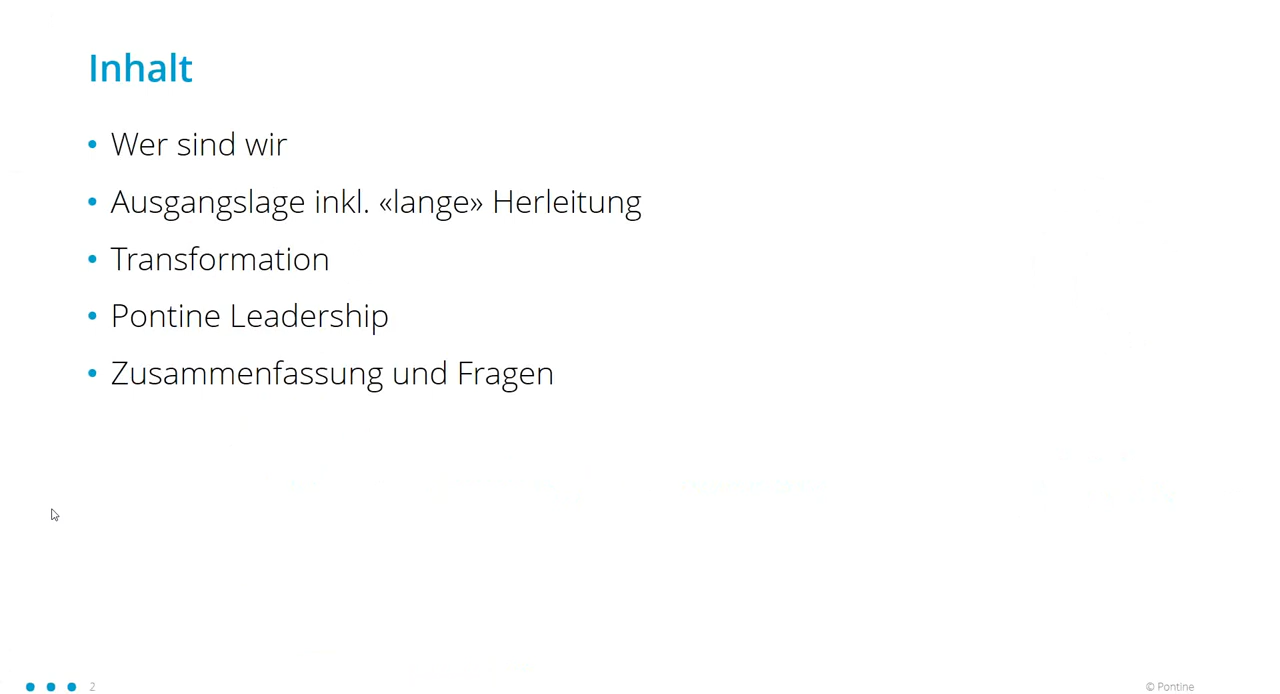 Inhalt
• Wer sind wir
• Ausgangslage inkl. «lange» Herleitung
• Transformation
• Pontine Leadership
• Zusammenfassung und Fragen
2
© Pontine